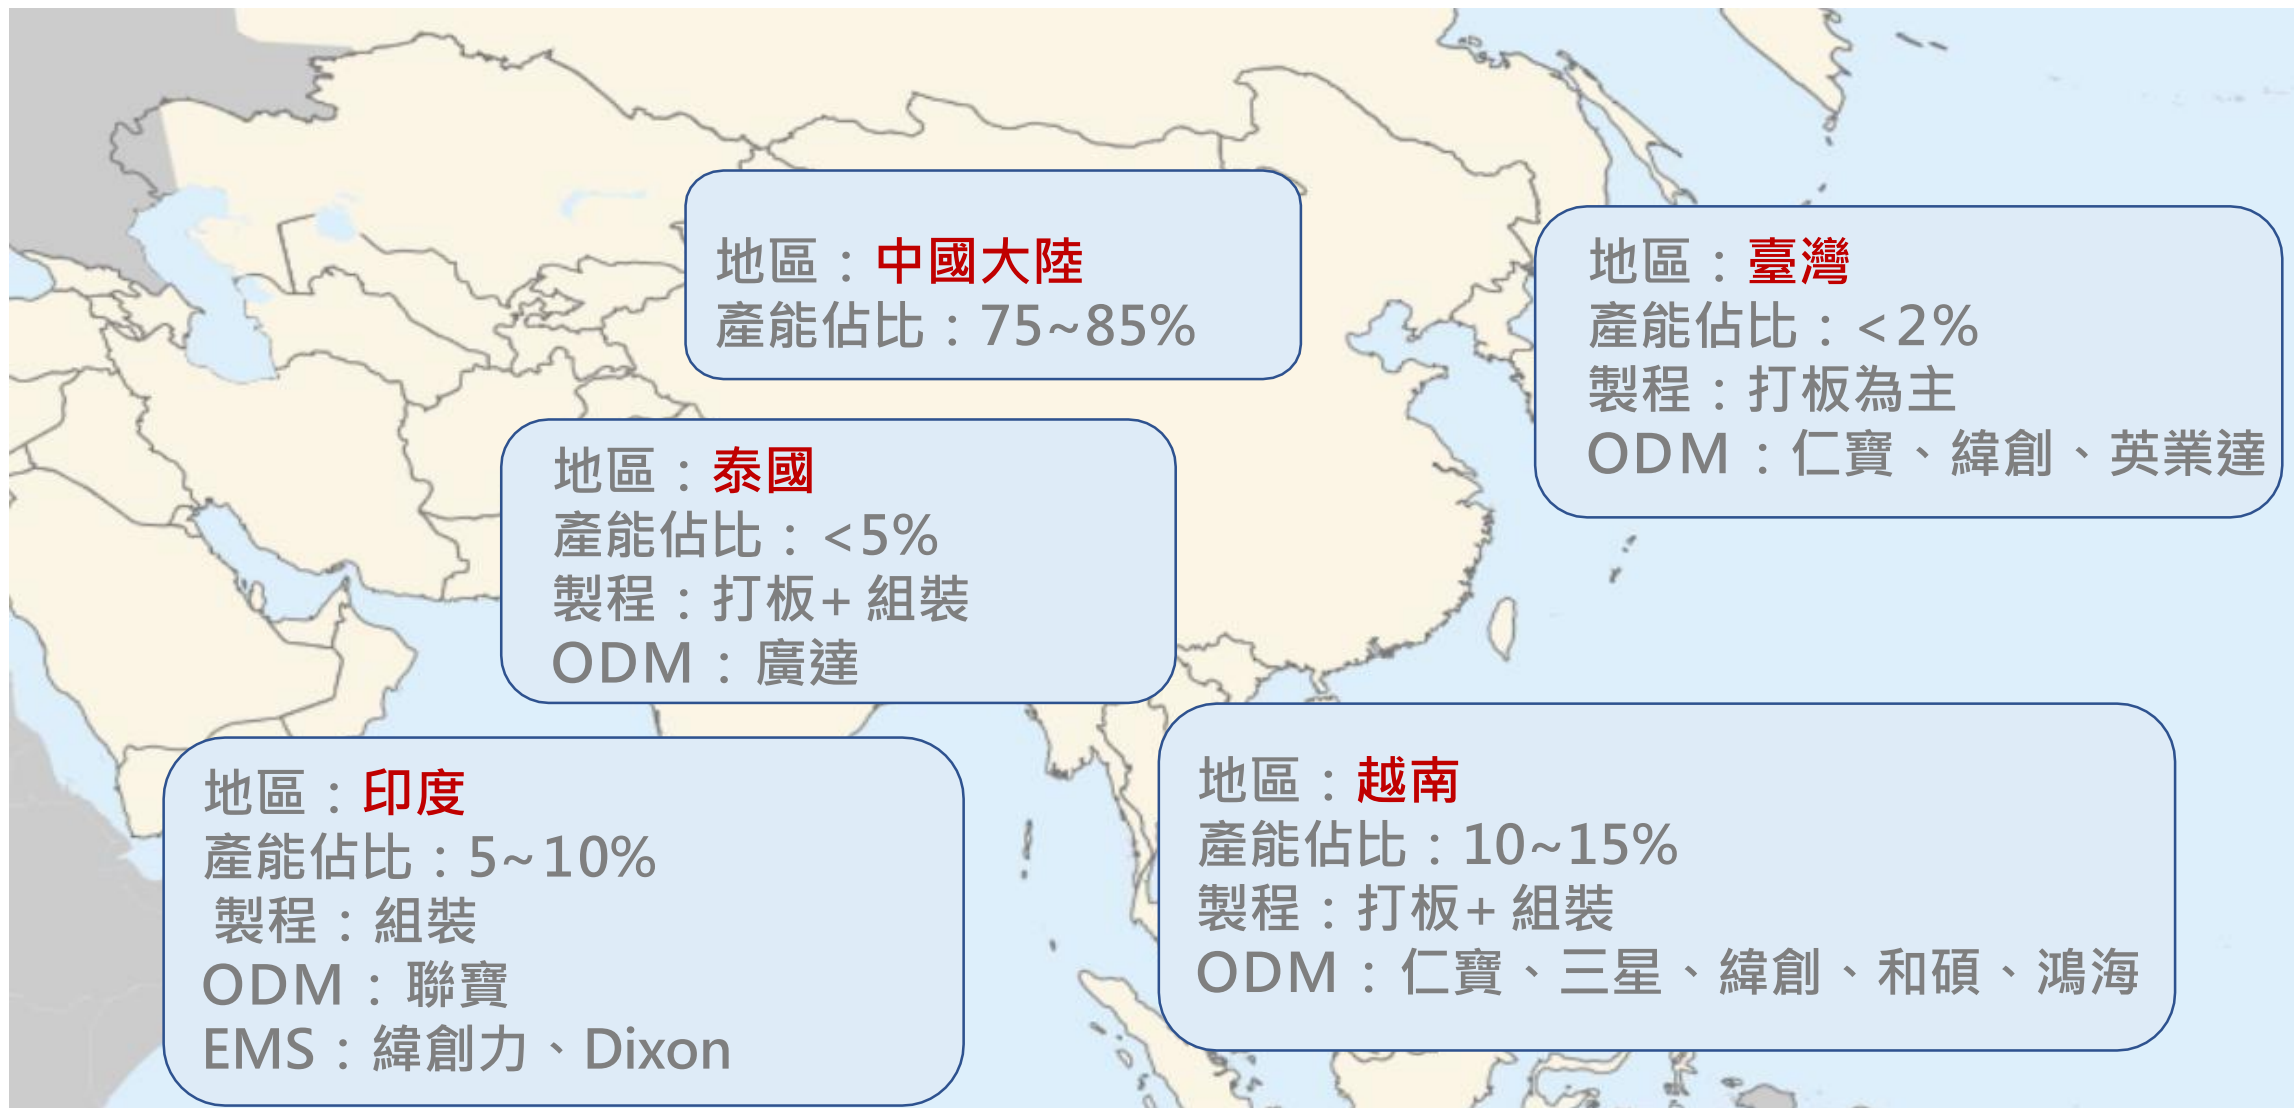 地區：中國大陸
產能佔比：75~85%
地區：臺灣
產能佔比：<2%
製程：打板為主
ODM：仁寶、緯創、英業達
地區：泰國
產能佔比：<5%
製程：打板+ 組裝
ODM：廣達
地區：印度
產能佔比：5~10%
製程：組裝
ODM：聯寶
EMS：緯創力、Dixon
地區：越南
產能佔比：10~15%
製程：打板+ 組裝
ODM：仁寶、三星、緯創、和碩、鴻海